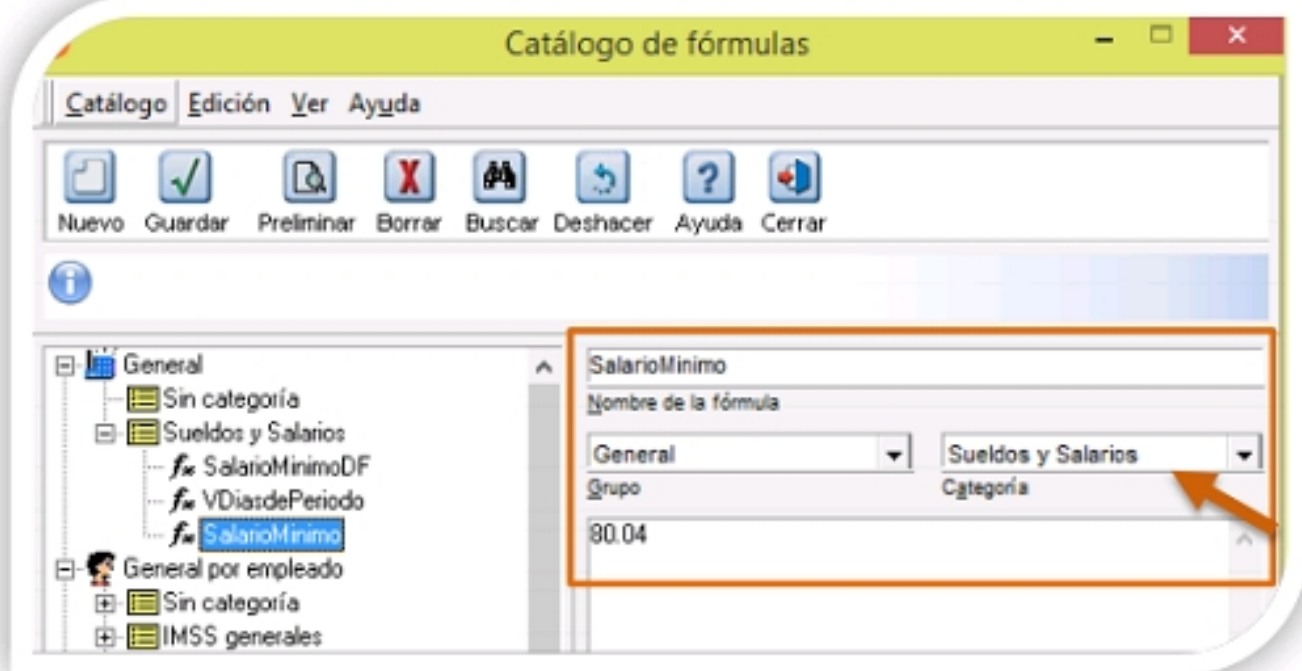 Catálogo de fórmulas
Catálogo Edición Ver Ayuda
Nuevo Guardar Preliminar Borrar Buscar Deshacer Ayuda Cerrar
General
Sin categoría
Sueldos y Salarios
SalarioMinimoDF
VDiasdePeriodo
SalarioMinimo
General por empleado
Sin categoría
IMSS generales
SalarioMinimo
Nombre de la fórmula
General
Sueldos y Salarios
Grupo
Categoría
80.04